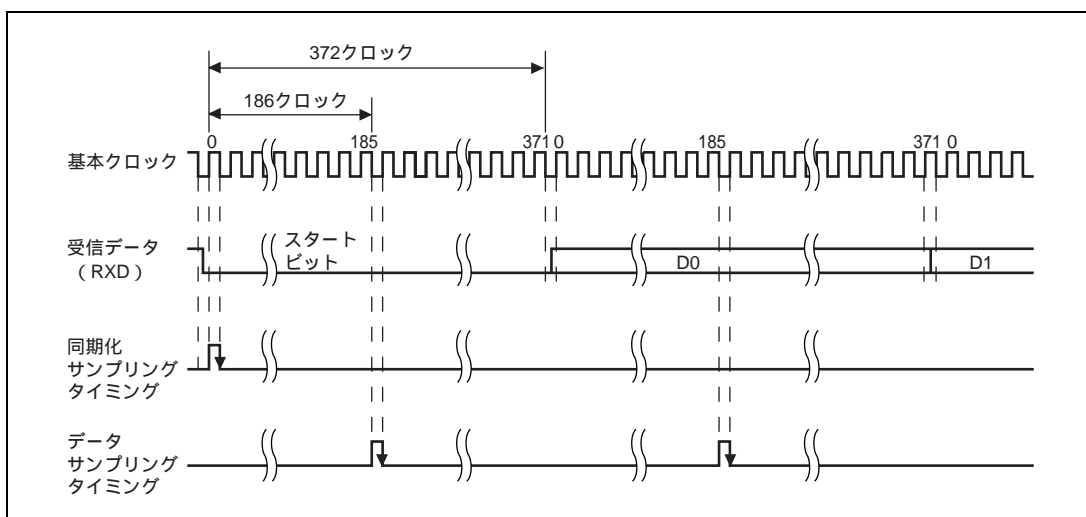 372クロック
186クロック
0 185 371 0 185 371 0
基本クロック
受信データ
（RXD）
スタート
ビット
D0
D1
同期化
サンプリング
タイミング
データ
サンプリング
タイミング